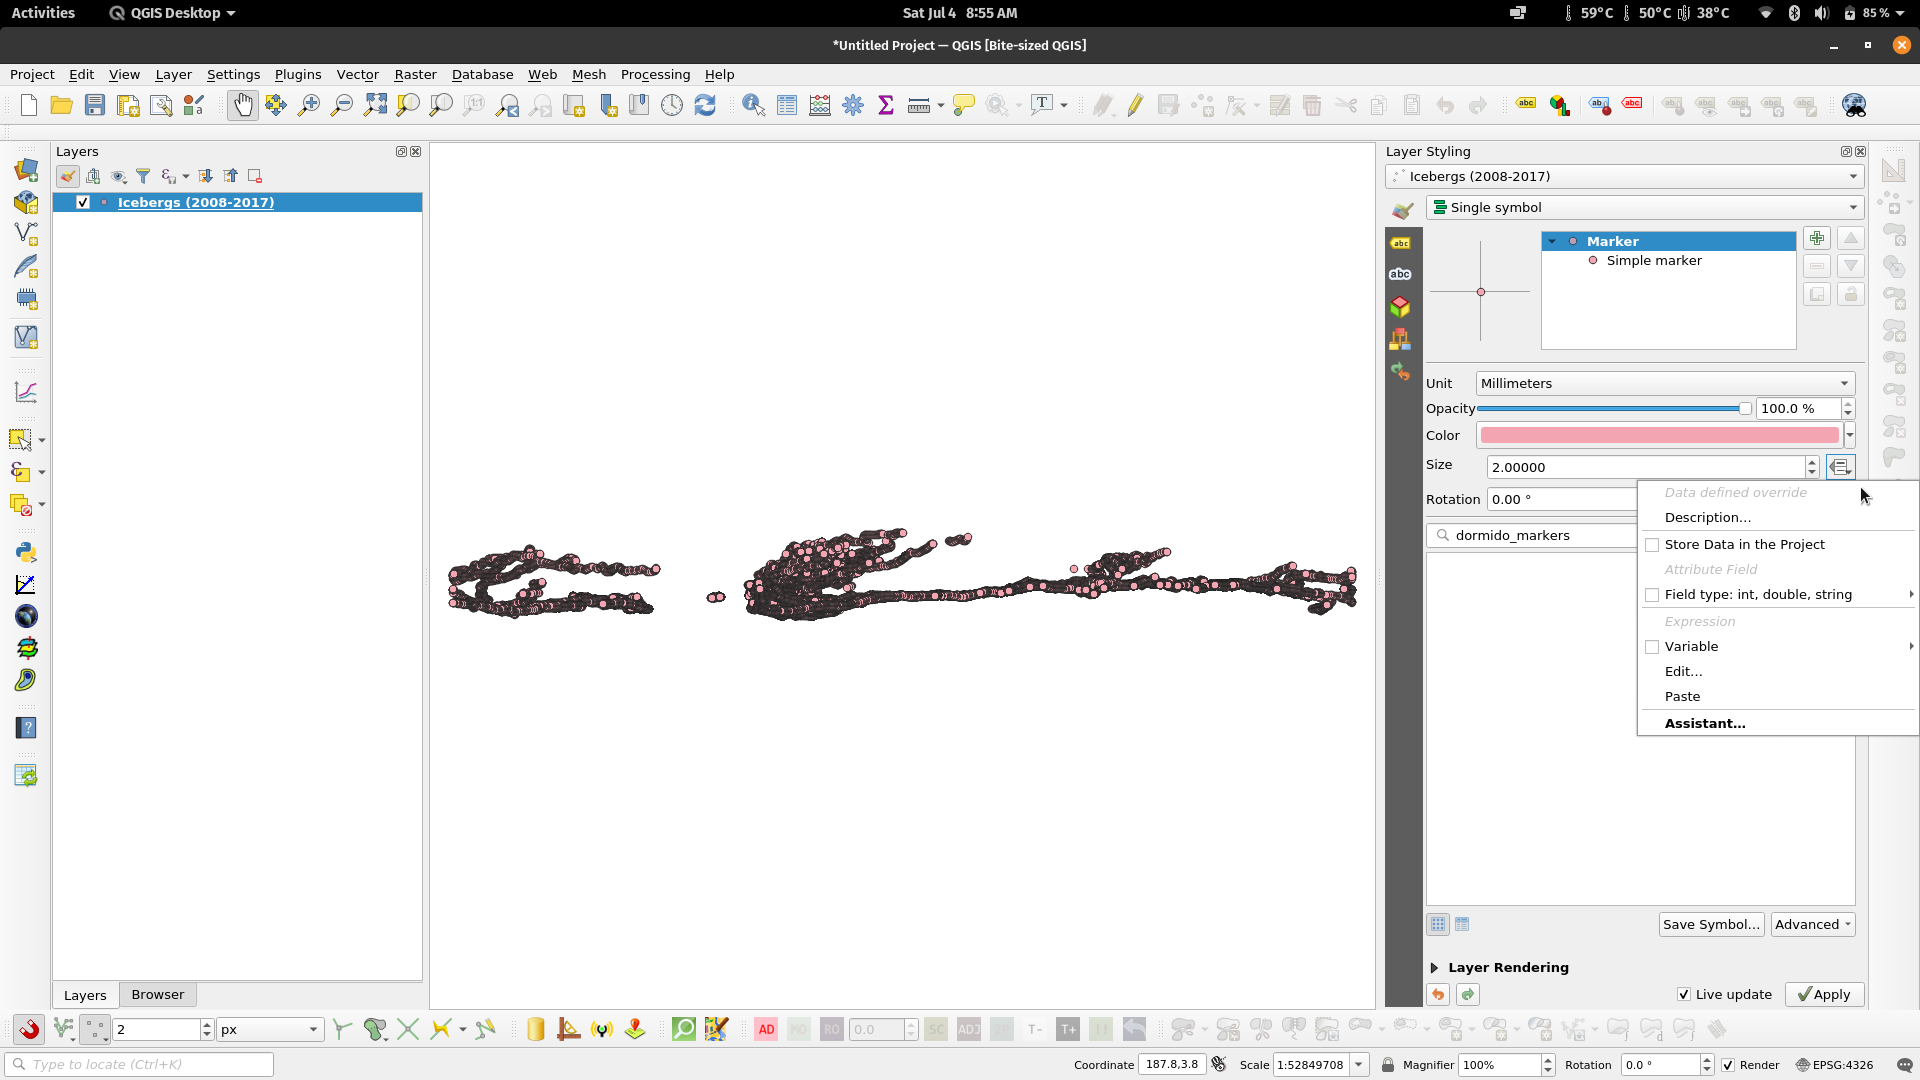 Activities
QGIS Desktop
Sat Jul 4 8:55 AM
59°C
50°C
38°C
85 %
*Untitled Project — QGIS [Bite-sized QGIS]
Project Edit View Layer Settings Plugins Vector Raster Database Web Mesh Processing Help
Layers
Icebergs (2008-2017)
Layers
Browser
Layer Styling
Icebergs (2008-2017)
Single symbol
Marker
Simple marker
Unit
Millimeters
Opacity
100.0 %
Color
Size
2.00000
Rotation
0.00 °
dormido_markers
Data defined override
Description...
Store Data in the Project
Attribute Field
Field type: int, double, string
Expression
Variable
Edit...
Paste
Assistant...
Save Symbol...
Advanced
Layer Rendering
Live update
Apply
2
px
AD
MO
RO
0.0
SC
ADJ
T-
T+
Type to locate (Ctrl+K)
Coordinate
187.8,3.8
Scale
1:52849708
Magnifier
100%
Rotation
0.0 °
Render
EPSG:4326